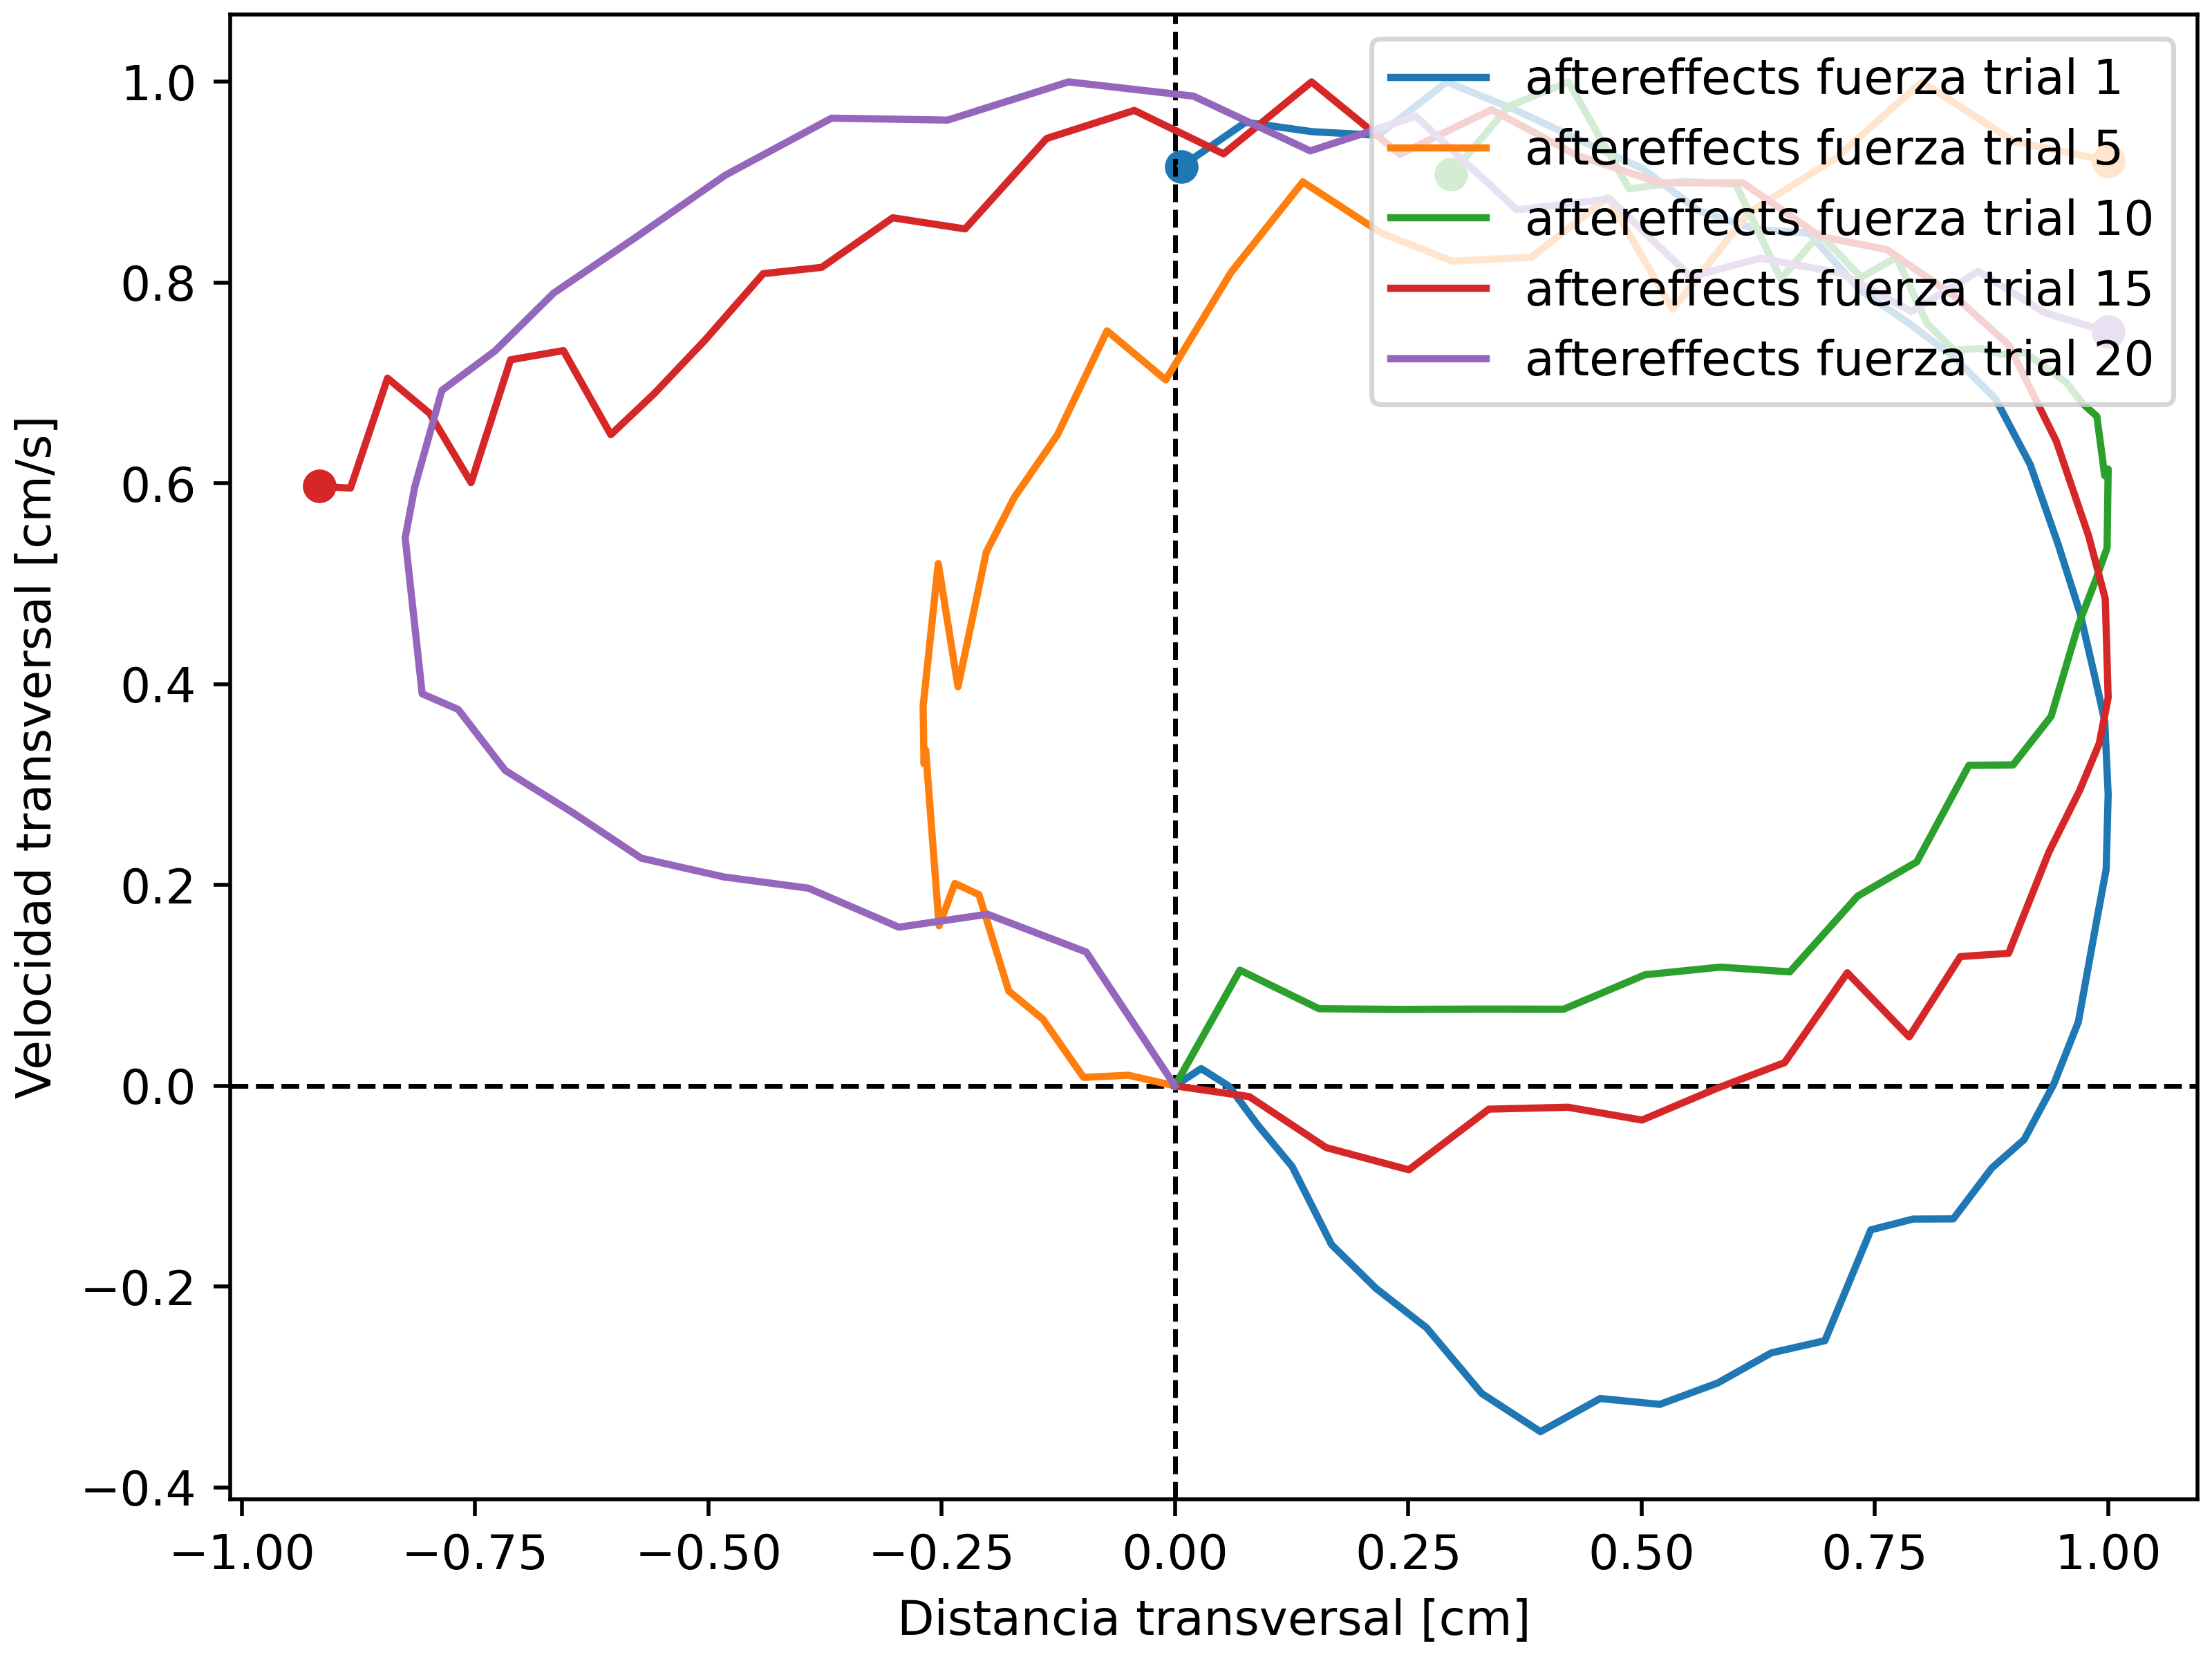 aftereffects fuerza trial 1
aftereffects fuerza trial 5
aftereffects fuerza trial 10
aftereffects fuerza trial 15
aftereffects fuerza trial 20
Velocidad transversal [cm/s]
1.0
0.8
0.6
0.4
0.2
0.0
−0.2
−0.4
−1.00 −0.75 −0.50 −0.25 0.00 0.25 0.50 0.75 1.00
Distancia transversal [cm]